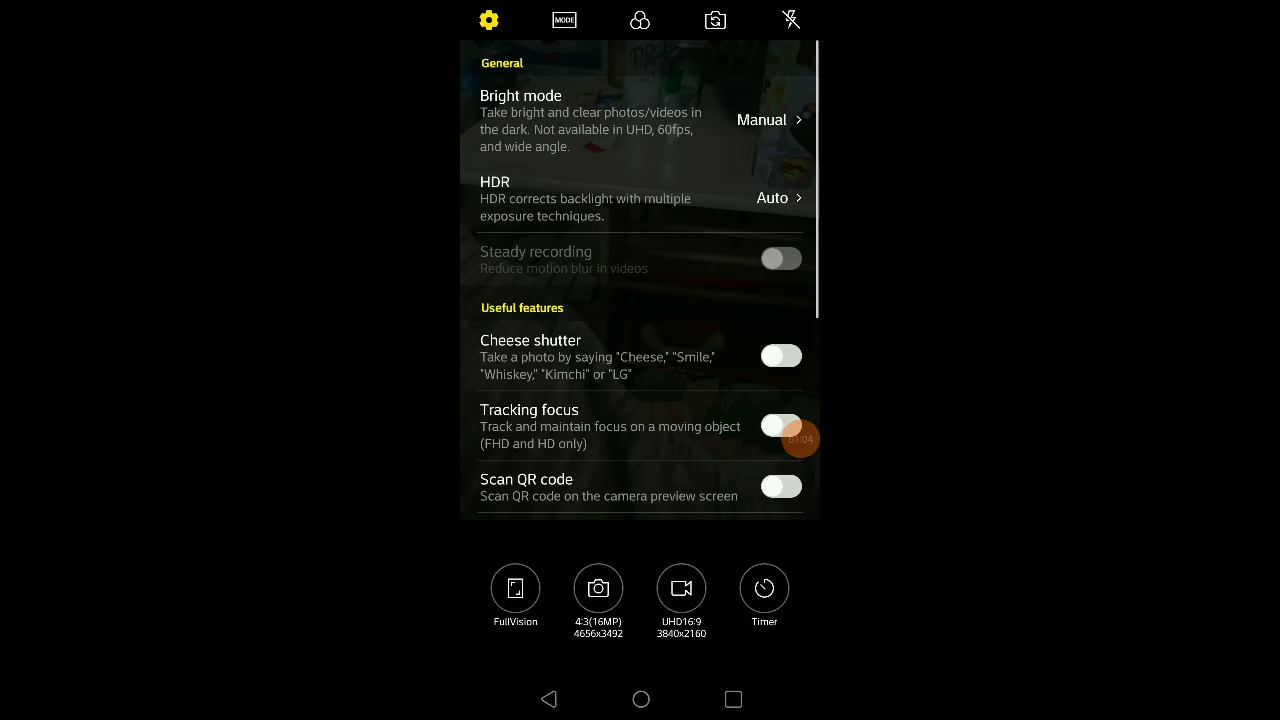 MODE
General
Bright mode
Take bright and clear photos/videos in
the dark. Not available in UHD, 60fps,
and wide angle.
Manual
HDR
HDR corrects backlight with multiple
exposure techniques.
Auto
Steady recording
Reduce motion blur in videos
Useful features
Cheese shutter
Take a photo by saying "Cheese," "Smile,"
"Whiskey," "Kimchi" or "LG"
Tracking focus
Track and maintain focus on a moving object
(FHD and HD only)
01:04
Scan QR code
Scan QR code on the camera preview screen
FullVision
4:3(16MP)
4656x3492
UHD16:9
3840x2160
Timer